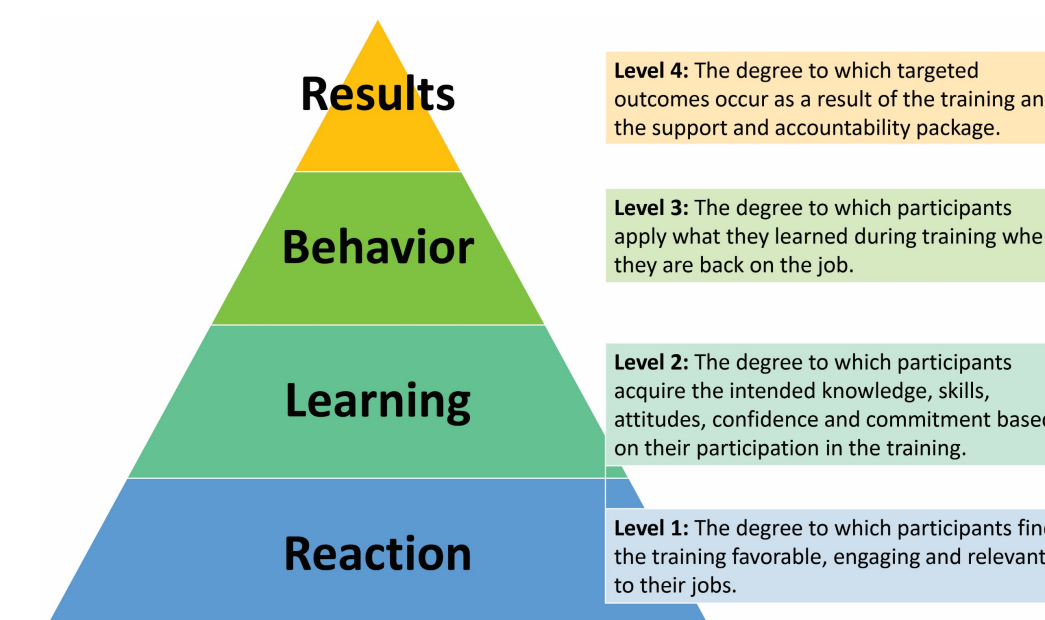 Results
Level 4: The degree to which targeted
outcomes occur as a result of the training an
the support and accountability package.
Behavior
Level 3: The degree to which participants
apply what they learned during training whe
they are back on the job.
Learning
Level 2: The degree to which participants
acquire the intended knowledge, skills,
attitudes, confidence and commitment base
on their participation in the training.
Reaction
Level 1: The degree to which participants fin
the training favorable, engaging and relevant
to their jobs.